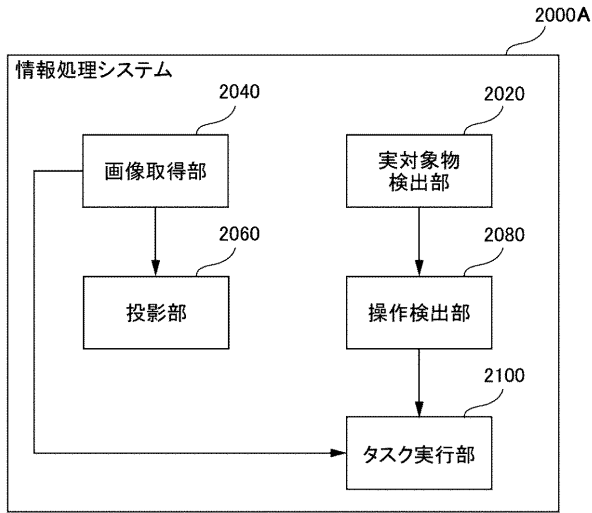 2000A
情報処理システム
2040
画像取得部
2020
実対象物
検出部
2060
投影部
2080
操作検出部
2100
タスク実行部